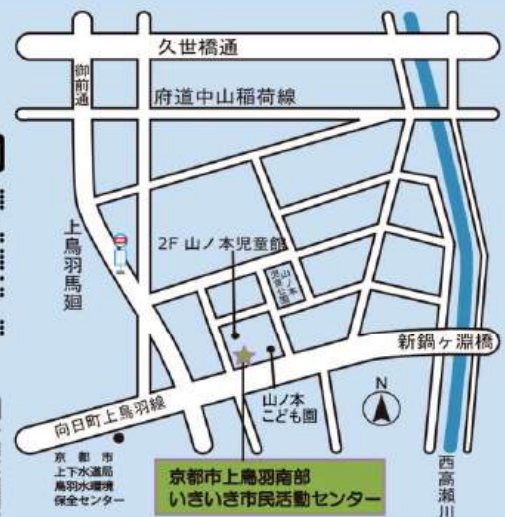 久世橋通
御前通
府道中山稲荷線
上鳥羽馬廻
2F 山ノ本児童館
山ノ本
児童公園
新鍋ヶ淵橋
山ノ本
こども園
N
向日町上鳥羽線
京都市
上下水道局
鳥羽水環境
保全センター
京都市上鳥羽南部
いきいき市民活動センター
西高瀬川